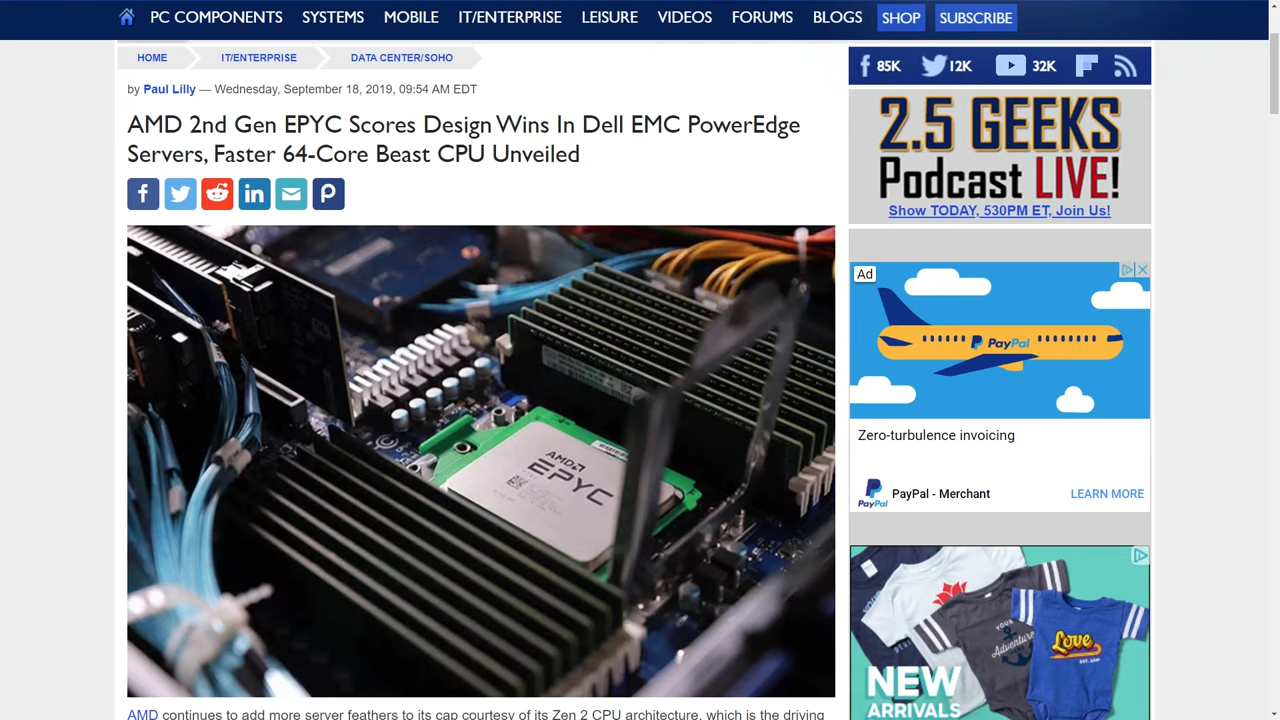 PC COMPONENTS SYSTEMS MOBILE IT/ENTERPRISE LEISURE VIDEOS FORUMS BLOGS SHOP SUBSCRIBE
HOME IT/ENTERPRISE DATA CENTER/SOHO
by Paul Lilly — Wednesday, September 18, 2019, 09:54 AM EDT
AMD 2nd Gen EPYC Scores Design Wins In Dell EMC PowerEdge
Servers, Faster 64-Core Beast CPU Unveiled
AMD
EPYC
AMD continues to add more server feathers to its cap courtesy of its Zen 2 CPU architecture, which is the driving
85K 12K 32K
2.5 GEEKS
Podcast LIVE!
Show TODAY, 530PM ET, Join Us!
Ad
PayPal
Zero-turbulence invoicing
PayPal
PayPal - Merchant LEARN MORE
YOUR
Adventure
Love
EST. 2011
NEW
ARRIVALS